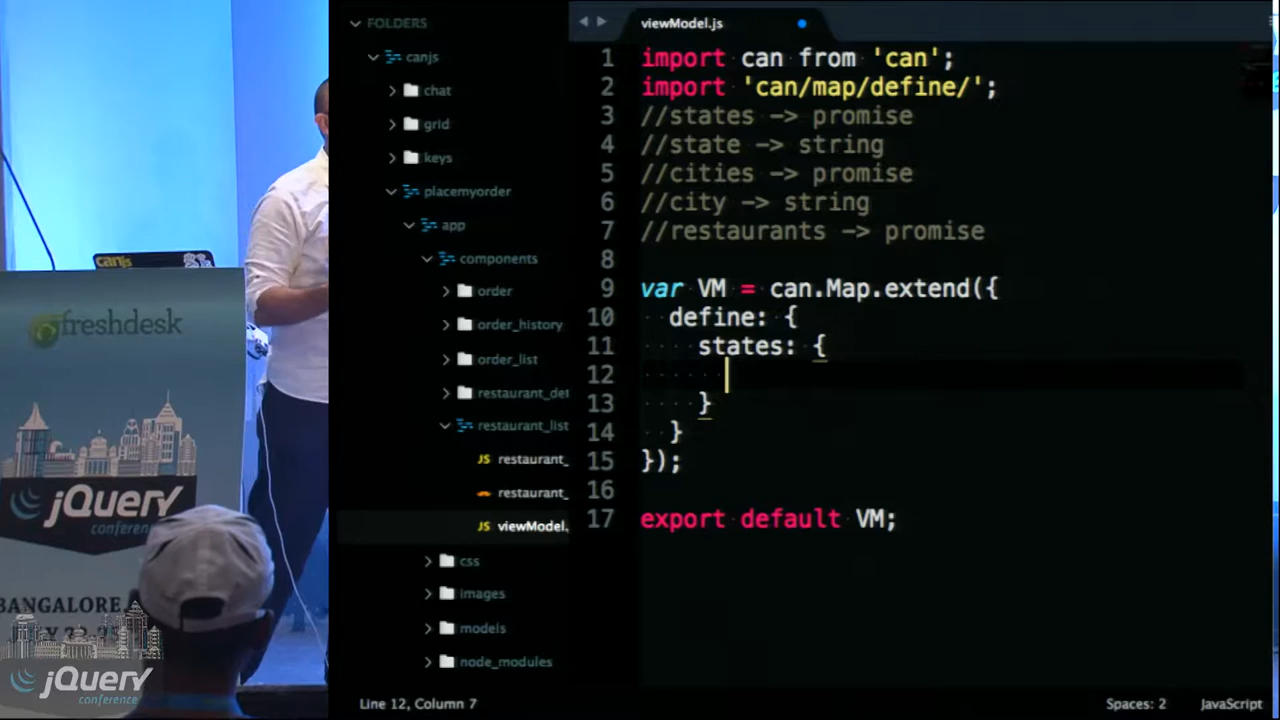 canjs
freshdesk
jQuery
conference
BANGALORE
jQuery
conference
FOLDERS
canjs
chat
grid
keys
placemyorder
app
components
order
order_history
order_list
restaurant_det
restaurant_list
restaurant_
restaurant_
viewModel.
css
images
models
node_modules
viewModel.js
1 import can from 'can';
2 import 'can/map/define/';
3 //states -> promise
4 //state -> string
5 //cities -> promise
6 //city -> string
7 //restaurants -> promise
8
9 var VM = can.Map.extend({
10 define: {
11 states: {
12
13 }
14 }
15 });
16
17 export default VM;
Line 12, Column 7
Spaces: 2
JavaScript